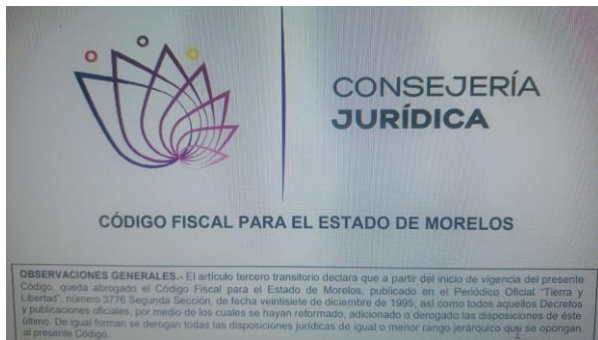 CONSEJERÍA
JURÍDICA
CÓDIGO FISCAL PARA EL ESTADO DE MORELOS
OBSERVACIONES GENERALES.- El artículo tercero transitorio declara que a partir del inicio de vigencia del presente
Código, queda abrogado el Código Fiscal para el Estado de Morelos, publicado en el Periódico Oficial "Tierra y
Libertad", número 3776 Segunda Sección, de fecha veintisiete de diciembre de 1995; así como todos aquellos Decretos
y publicaciones oficiales, por medio de los cuales se hayan reformado, adicionado o derogado las disposiciones de éste
último. De igual forman se derogan todas las disposiciones jurídicas de igual o menor rango jerárquico que se opongan
al presente Código.